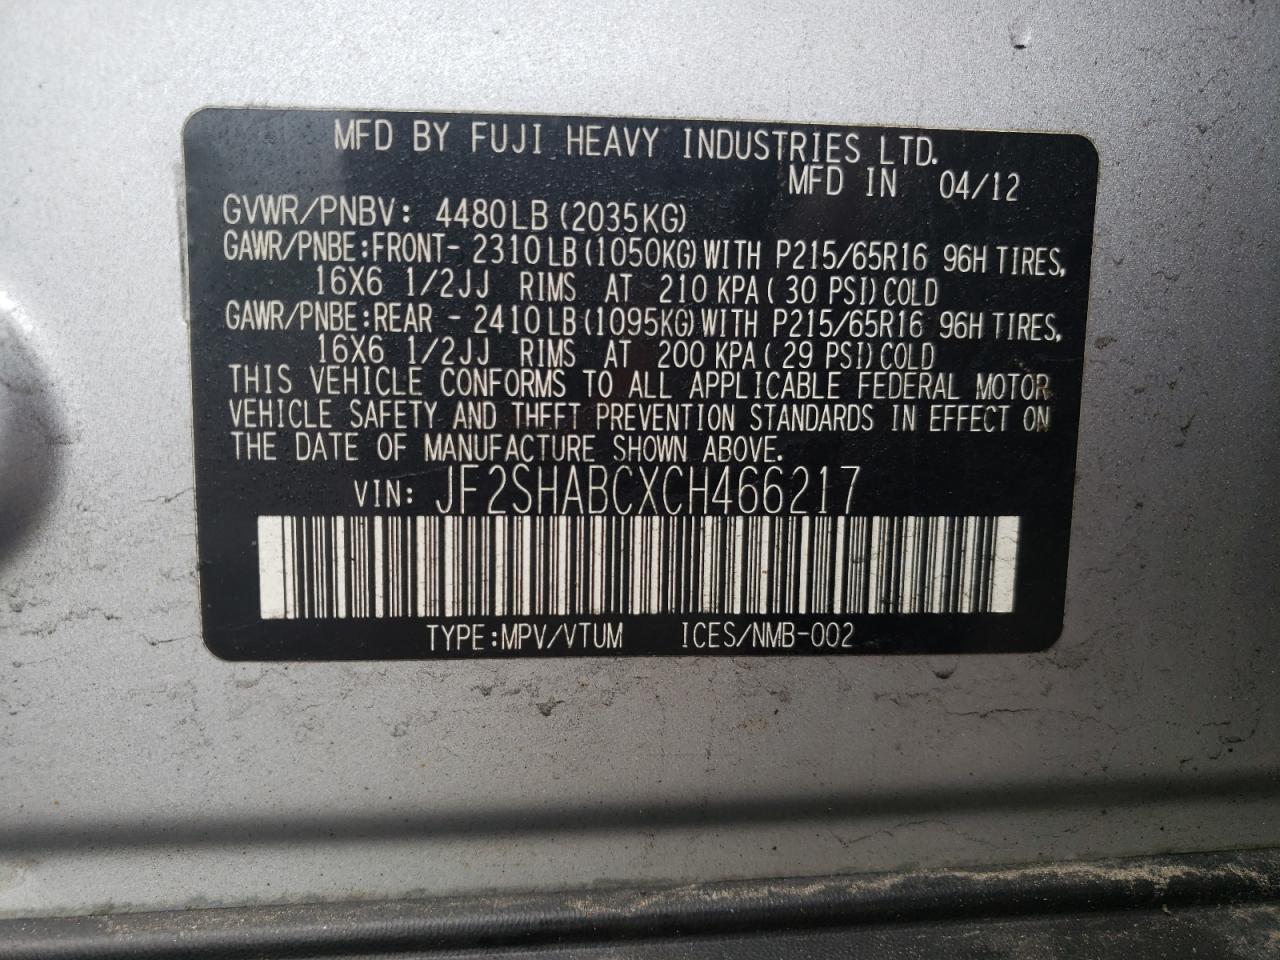 MFD BY FUJI HEAVY INDUSTRIES LTD.
MFD IN 04/12
GVWR/PNBV: 4480LB (2035KG)
GAWR/PNBE:FRONT- 2310LB (1050KG) WITH P215/65R16 96H TIRES,
16X6 1/2JJ RIMS AT 210 KPA ( 30 PSI) COLD
GAWR/PNBE:REAR - 2410LB (1095KG) WITH P215/65R16 96H TIRES,
16X6 1/2JJ RIMS AT 200 KPA ( 29 PSI) COLD
THIS VEHICLE CONFORMS TO ALL APPLICABLE FEDERAL MOTOR
VEHICLE SAFETY AND THEFT PREVENTION STANDARDS IN EFFECT ON
THE DATE OF MANUFACTURE SHOWN ABOVE.
VIN: JF2SHABCXCH466217
TYPE:MPV/VTUM ICES/NMB-002